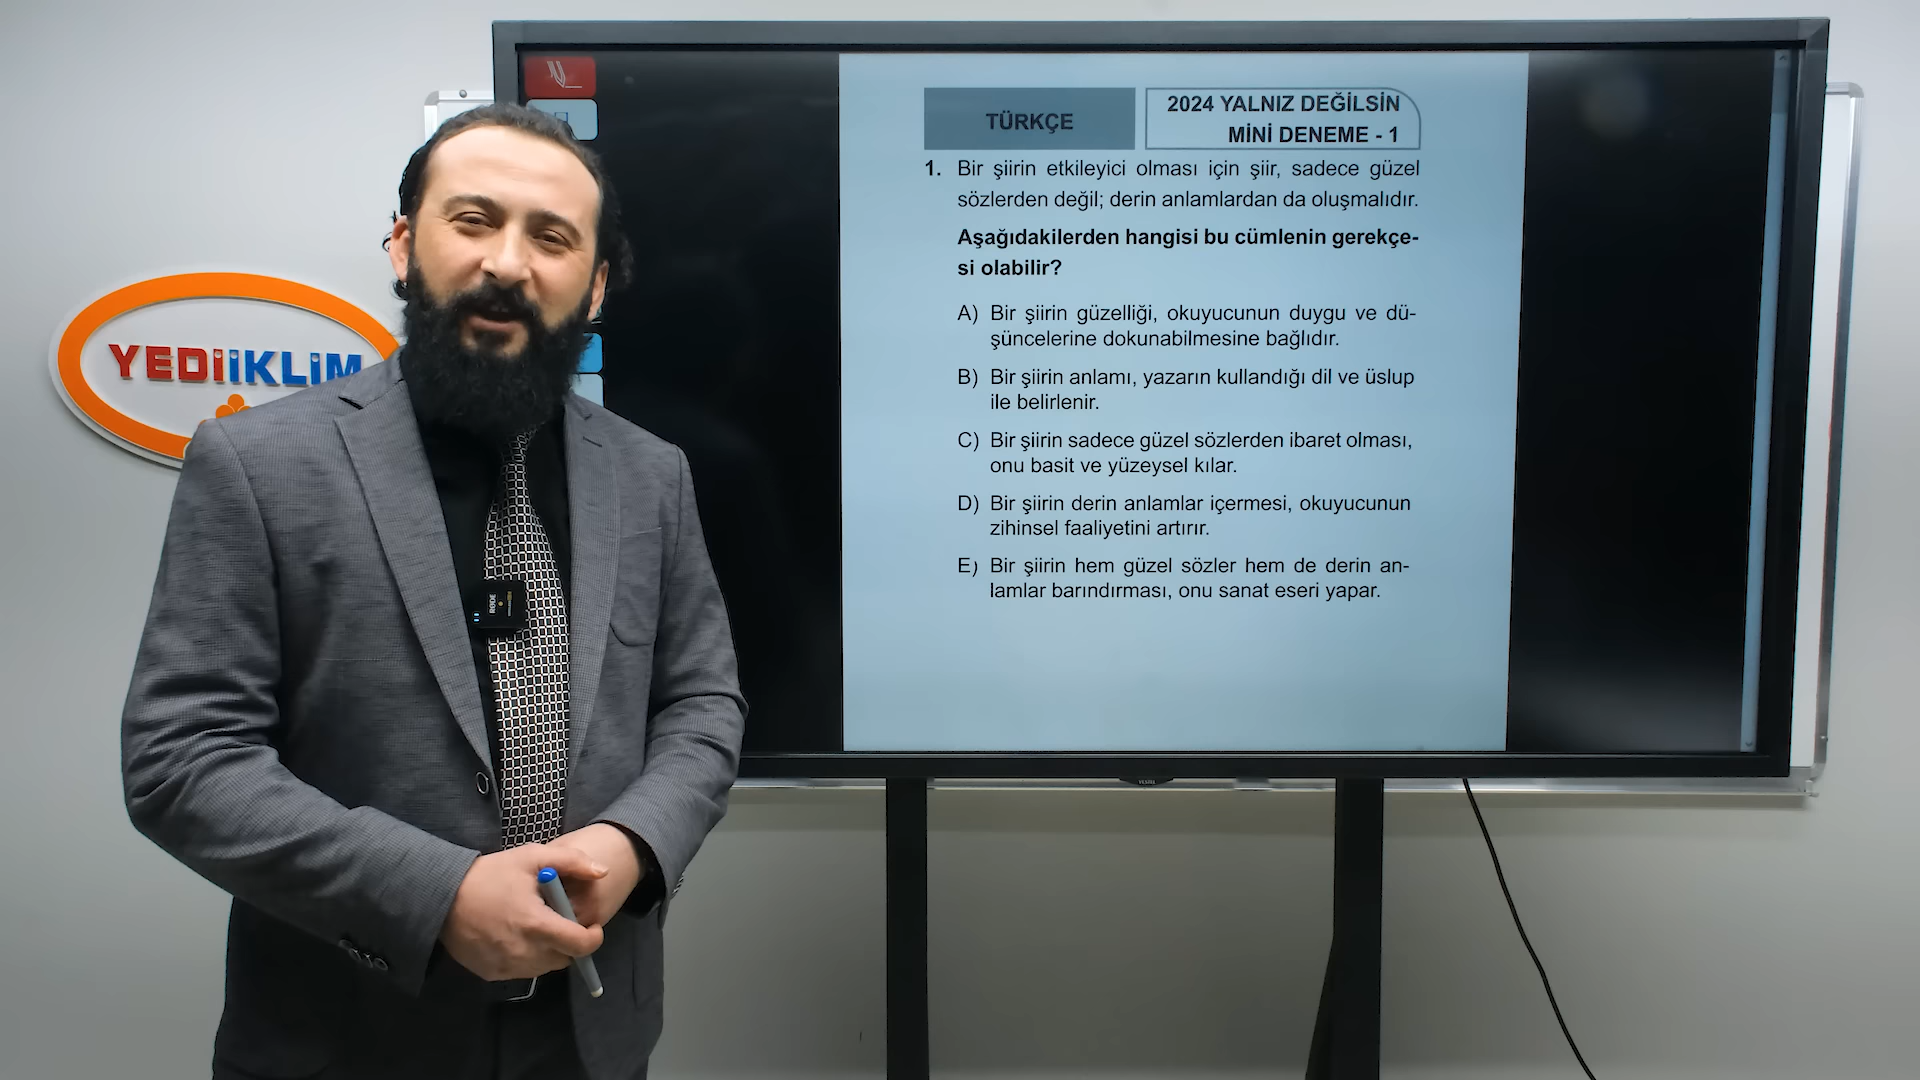 YEDİİKLİM
TÜRKÇE
2024 YALNIZ DEĞİLSİN
MİNİ DENEME - 1
1. Bir şiirin etkileyici olması için şiir, sadece güzel
sözlerden değil; derin anlamlardan da oluşmalıdır.
Aşağıdakilerden hangisi bu cümlenin gerekçe-
si olabilir?
A) Bir şiirin güzelliği, okuyucunun duygu ve dü-
şüncelerine dokunabilmesine bağlıdır.
B) Bir şiirin anlamı, yazarın kullandığı dil ve üslup
ile belirlenir.
C) Bir şiirin sadece güzel sözlerden ibaret olması,
onu basit ve yüzeysel kılar.
D) Bir şiirin derin anlamlar içermesi, okuyucunun
zihinsel faaliyetini artırır.
E) Bir şiirin hem güzel sözler hem de derin an-
lamlar barındırması, onu sanat eseri yapar.
RØDE
VESTEL